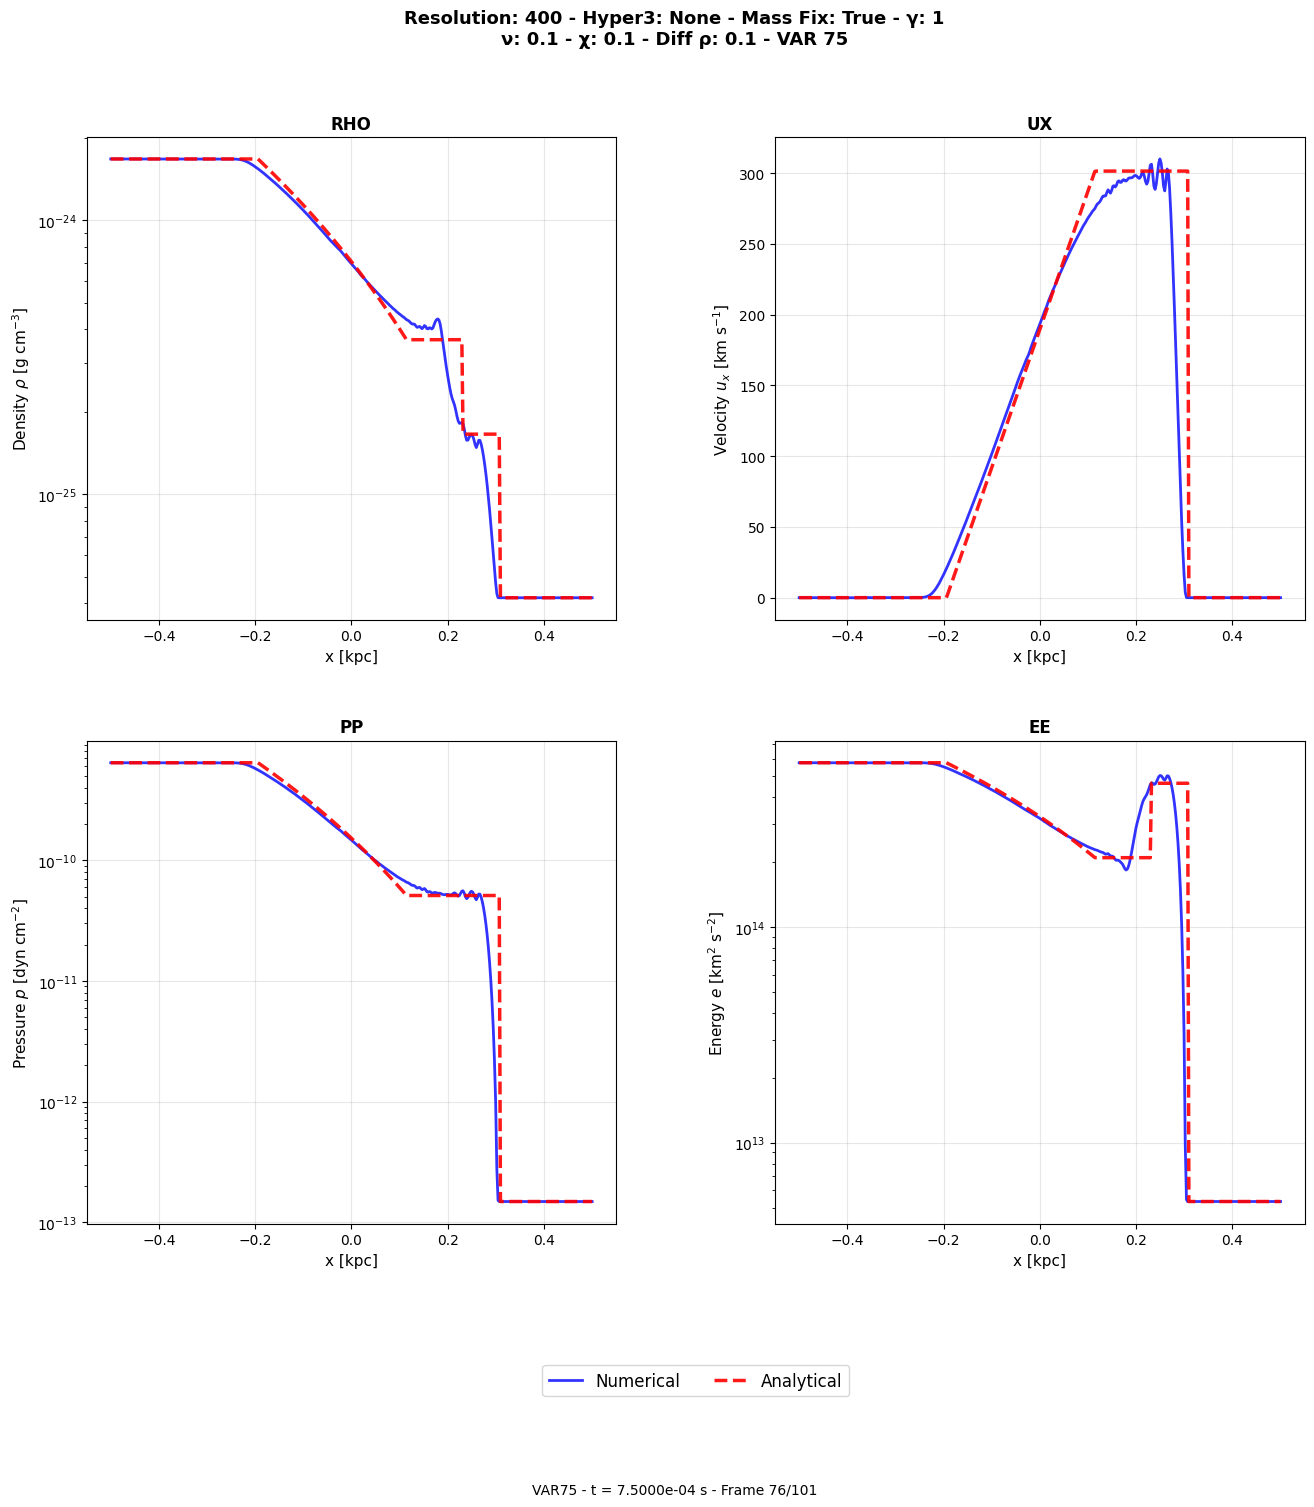 Resolution: 400 - Hyper3: None - Mass Fix: True - γ: 1
ν: 0.1 - χ: 0.1 - Diff ρ: 0.1 - VAR 75
RHO
Density ρ [g cm⁻³]
10⁻²⁴
10⁻²⁵
−0.4 −0.2 0.0 0.2 0.4
x [kpc]
UX
Velocity uₓ [km s⁻¹]
300
250
200
150
100
50
0
−0.4 −0.2 0.0 0.2 0.4
x [kpc]
PP
Pressure p [dyn cm⁻²]
10⁻¹⁰
10⁻¹¹
10⁻¹²
10⁻¹³
−0.4 −0.2 0.0 0.2 0.4
x [kpc]
EE
Energy e [km² s⁻²]
10¹⁴
10¹³
−0.4 −0.2 0.0 0.2 0.4
x [kpc]
Numerical Analytical
VAR75 - t = 7.5000e-04 s - Frame 76/101